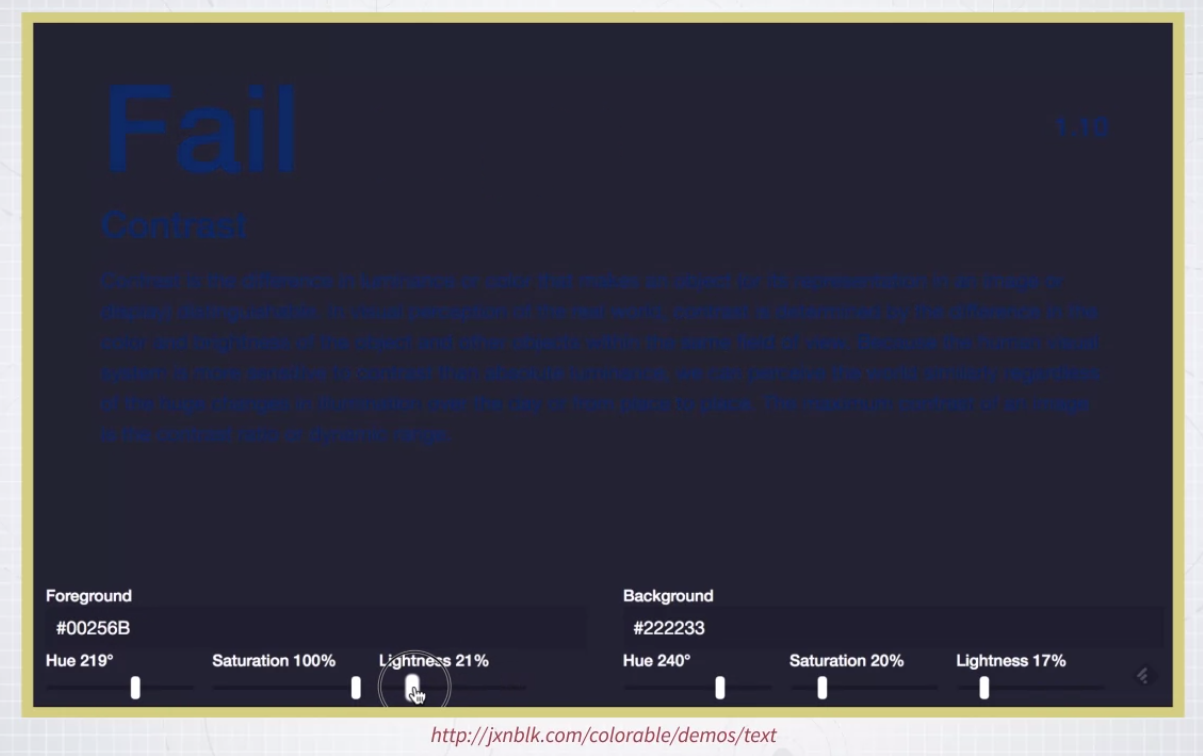 Fail
1.10
Contrast
Contrast is the difference in luminance or color that makes an object (or its representation in an image or
display) distinguishable. In visual perception of the real world, contrast is determined by the difference in the
color and brightness of the object and other objects within the same field of view. Because the human visual
system is more sensitive to contrast than absolute luminance, we can perceive the world similarly regardless
of the huge changes in illumination over the day or from place to place. The maximum contrast of an image
is the contrast ratio or dynamic range.
Foreground
Background
#00256B
#222233
Hue 219°
Saturation 100%
Lightness 21%
Hue 240°
Saturation 20%
Lightness 17%
http://jxnblk.com/colorable/demos/text